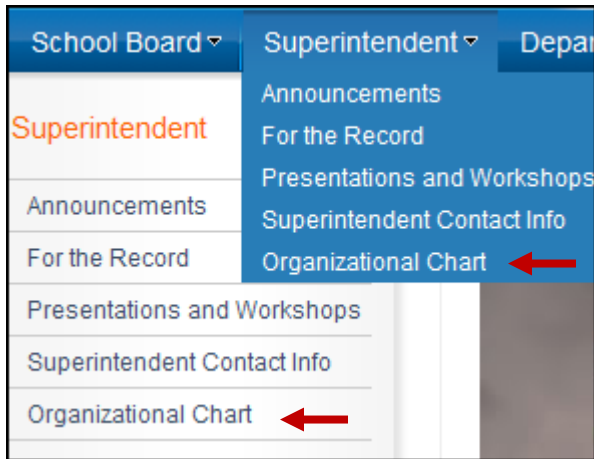 School Board Superintendent
Announcements
For the Record
Presentations and Workshops
Superintendent Contact Info
Organizational Chart
Superintendent
Announcements
For the Record
Presentations and Workshops
Superintendent Contact Info
Organizational Chart